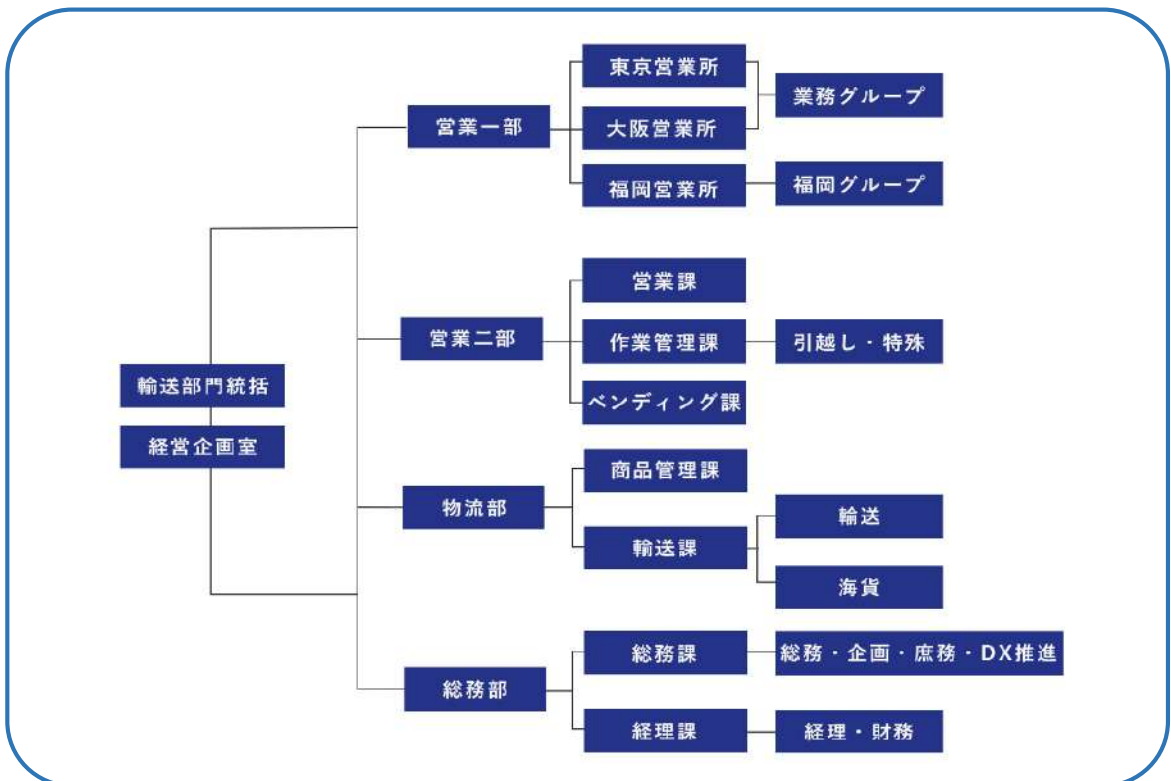 輸送部門統括
経営企画室
営業一部
東京営業所
大阪営業所
業務グループ
福岡営業所
福岡グループ
営業二部
営業課
作業管理課
引越し・特殊
ベンディング課
物流部
商品管理課
輸送課
輸送
海貨
総務部
総務課
総務・企画・庶務・DX推進
経理課
経理・財務